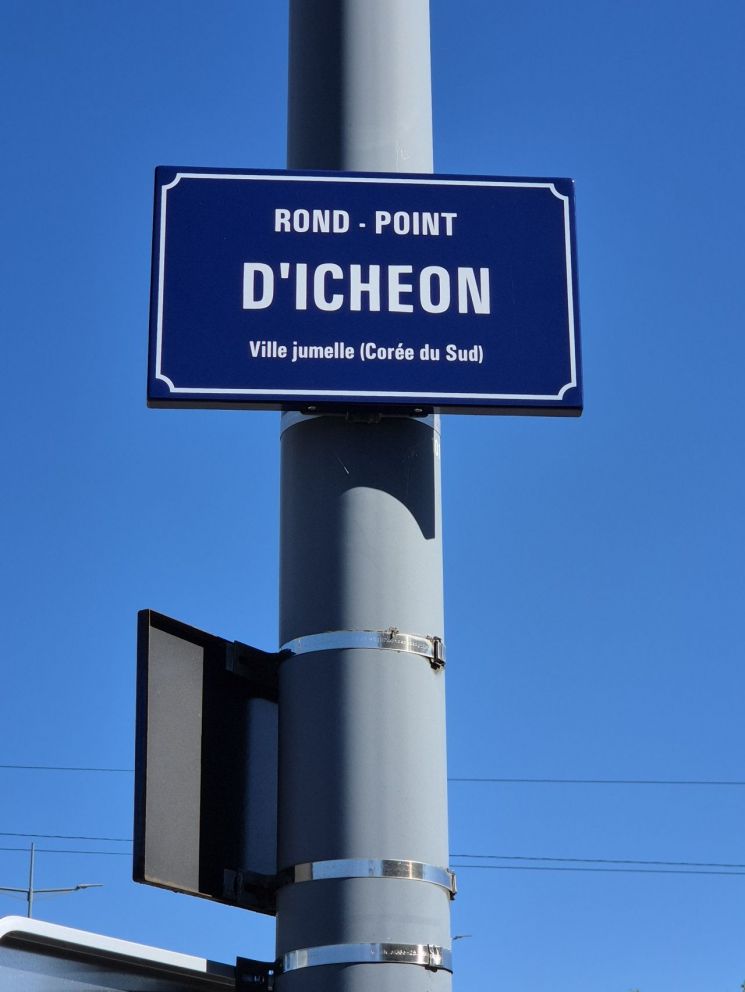 ROND - POINT
D'ICHEON
Ville jumelle (Corée du Sud)